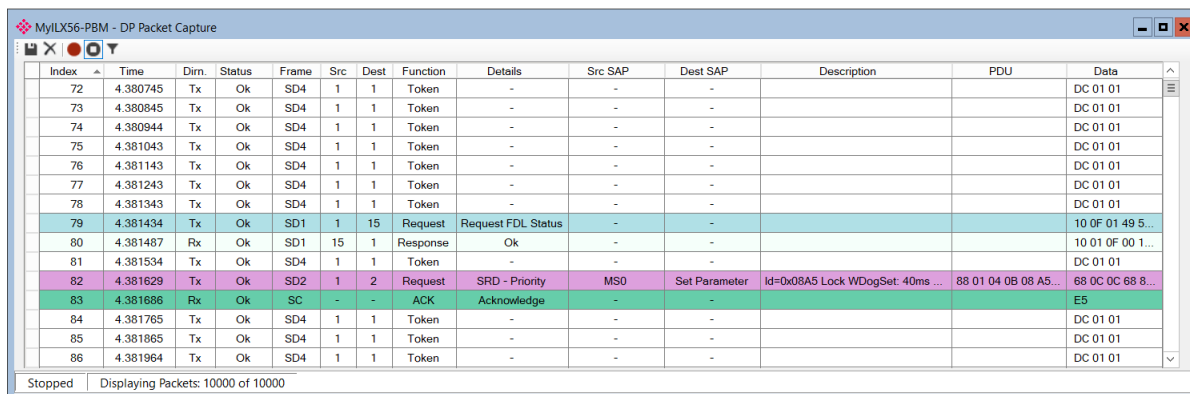 MyILX56-PBM - DP Packet Capture
Index Time Dirn. Status Frame Src Dest Function Details Src SAP Dest SAP Description PDU Data
72 4.380745 Tx Ok SD4 1 1 Token - - - DC 01 01
73 4.380845 Tx Ok SD4 1 1 Token - - - DC 01 01
74 4.380944 Tx Ok SD4 1 1 Token - - - DC 01 01
75 4.381043 Tx Ok SD4 1 1 Token - - - DC 01 01
76 4.381143 Tx Ok SD4 1 1 Token - - - DC 01 01
77 4.381243 Tx Ok SD4 1 1 Token - - - DC 01 01
78 4.381343 Tx Ok SD4 1 1 Token - - - DC 01 01
79 4.381434 Tx Ok SD1 1 15 Request Request FDL Status - - 10 0F 01 49 5...
80 4.381487 Rx Ok SD1 15 1 Response Ok - - 10 01 0F 00 1...
81 4.381534 Tx Ok SD4 1 1 Token - - - DC 01 01
82 4.381629 Tx Ok SD2 1 2 Request SRD - Priority MS0 Set Parameter Id=0x08A5 Lock WDogSet: 40ms ... 88 01 04 0B 08 A5... 68 0C 0C 68 8...
83 4.381686 Rx Ok SC - - ACK Acknowledge - - E5
84 4.381765 Tx Ok SD4 1 1 Token - - - DC 01 01
85 4.381865 Tx Ok SD4 1 1 Token - - - DC 01 01
86 4.381964 Tx Ok SD4 1 1 Token - - - DC 01 01
Stopped Displaying Packets: 10000 of 10000